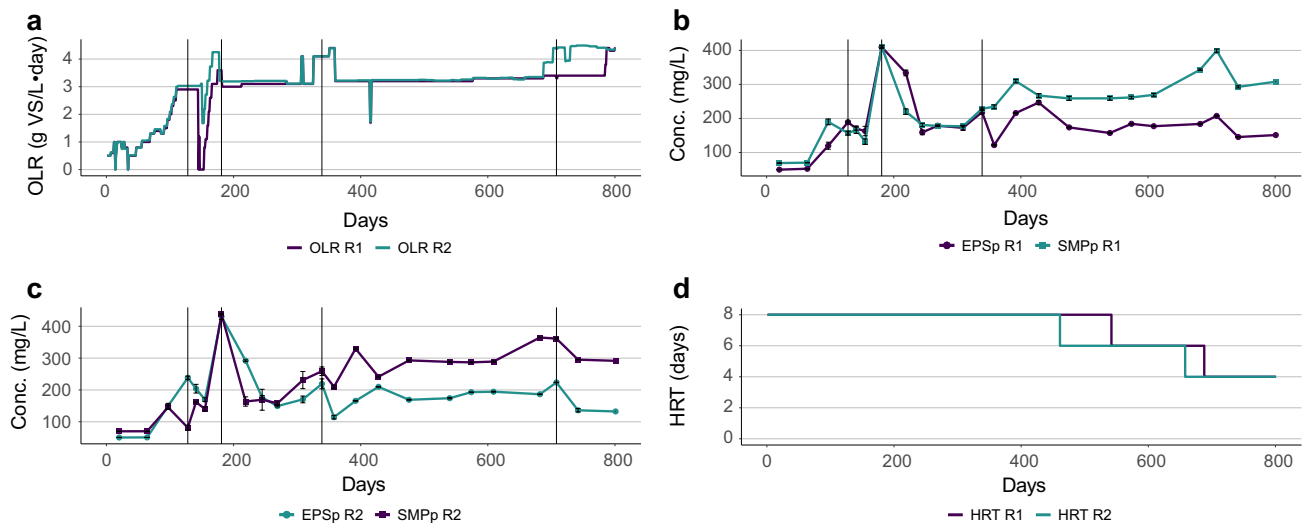 a
OLR (g VS/L•day)
4
3
2
1
0
0 200 400 600 800
Days
OLR R1 OLR R2
b
Conc. (mg/L)
400
300
200
100
0 200 400 600 800
Days
EPSp R1 SMPp R1
c
Conc. (mg/L)
400
300
200
100
0 200 400 600 800
Days
EPSp R2 SMPp R2
d
HRT (days)
8
6
4
2
0
0 200 400 600 800
Days
HRT R1 HRT R2